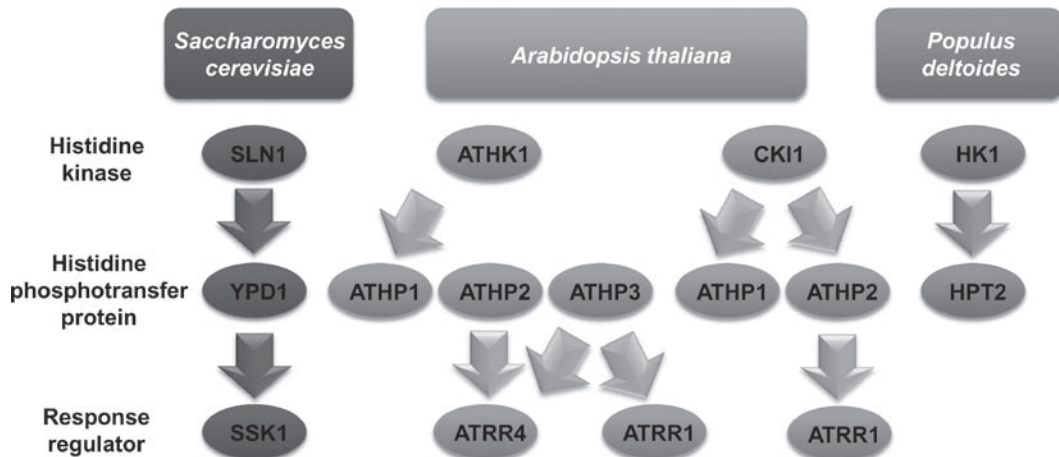 Saccharomyces
cerevisiae
Arabidopsis thaliana
Populus
deltoides
Histidine
kinase
SLN1
ATHK1
CKI1
HK1
Histidine
phosphotransfer
protein
YPD1
ATHP1
ATHP2
ATHP3
ATHP1
ATHP2
HPT2
Response
regulator
SSK1
ATRR4
ATRR1
ATRR1